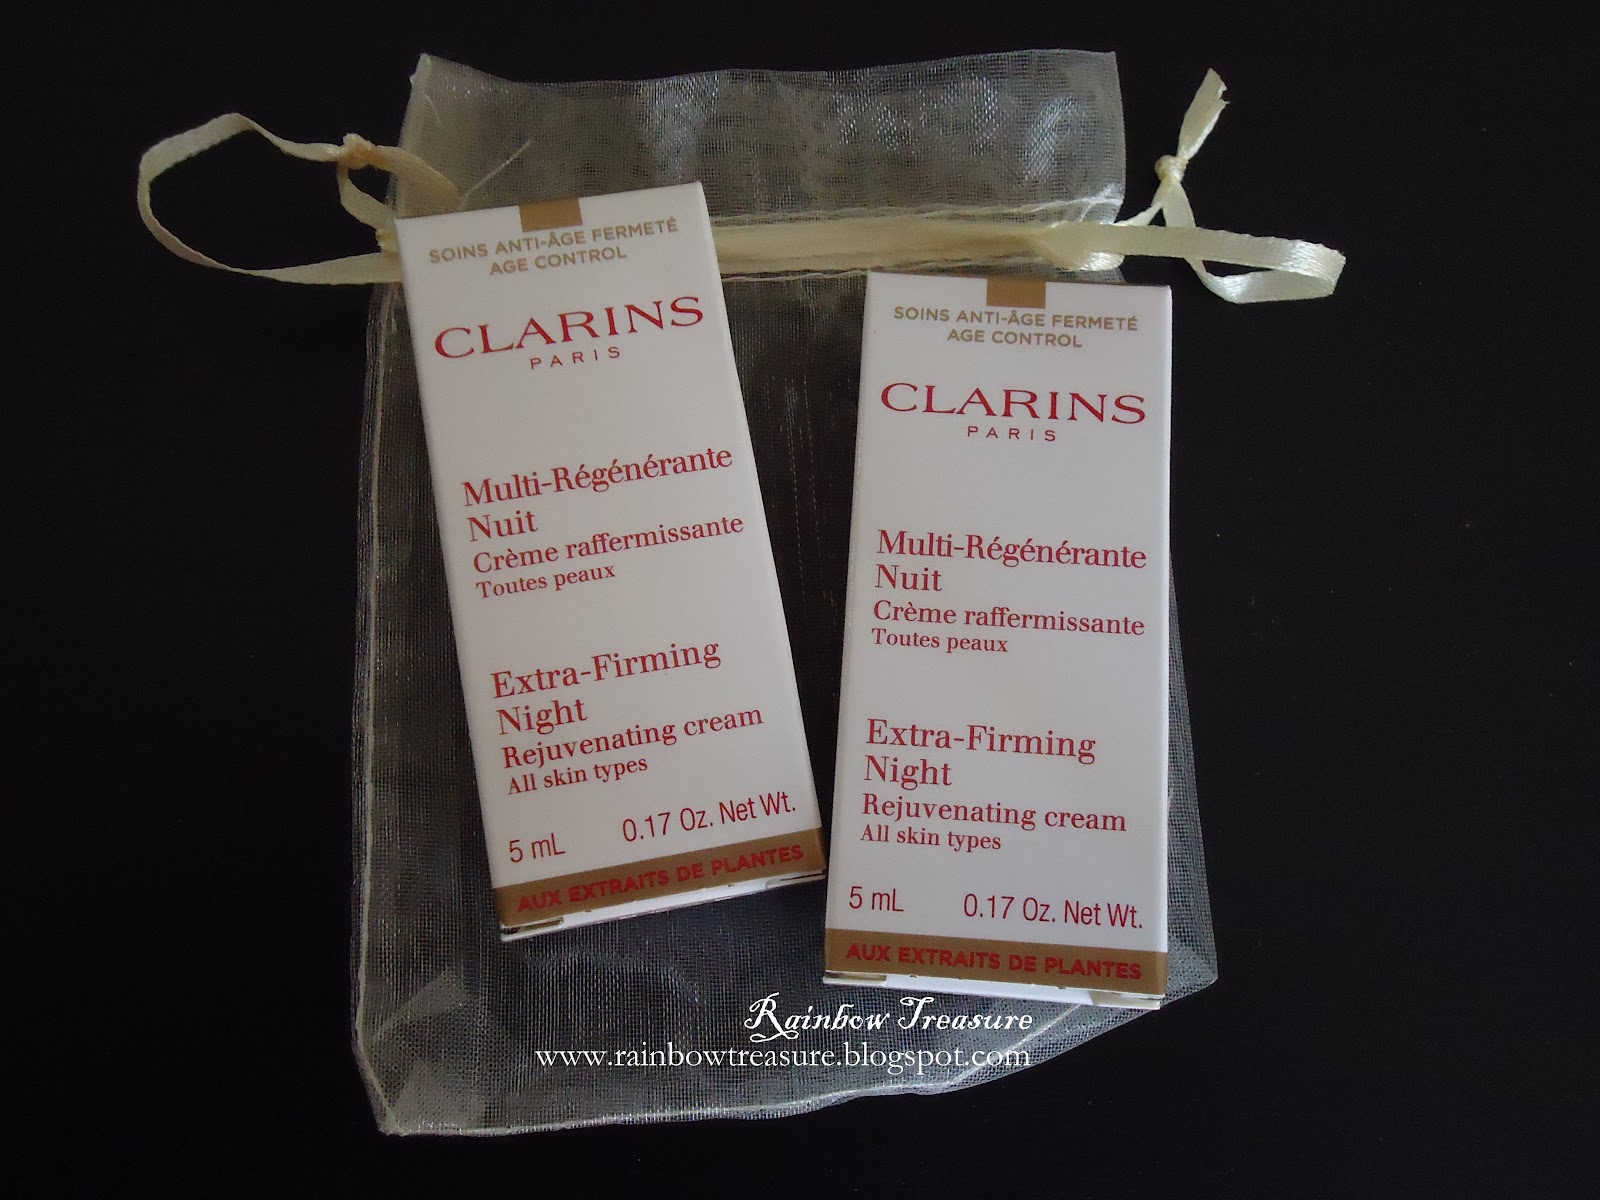 SOINS ANTI-ÂGE FERMETÉ
AGE CONTROL
CLARINS
PARIS
Multi-Régénérante
Nuit
Crème raffermissante
Toutes peaux
Extra-Firming
Night
Rejuvenating cream
All skin types
5 mL 0.17 Oz. Net Wt.
AUX EXTRAITS DE PLANTES
SOINS ANTI-ÂGE FERMETÉ
AGE CONTROL
CLARINS
PARIS
Multi-Régénérante
Nuit
Crème raffermissante
Toutes peaux
Extra-Firming
Night
Rejuvenating cream
All skin types
5 mL 0.17 Oz. Net Wt.
AUX EXTRAITS DE PLANTES
Rainbow Treasure
www.rainbowtreasure.blogspot.com